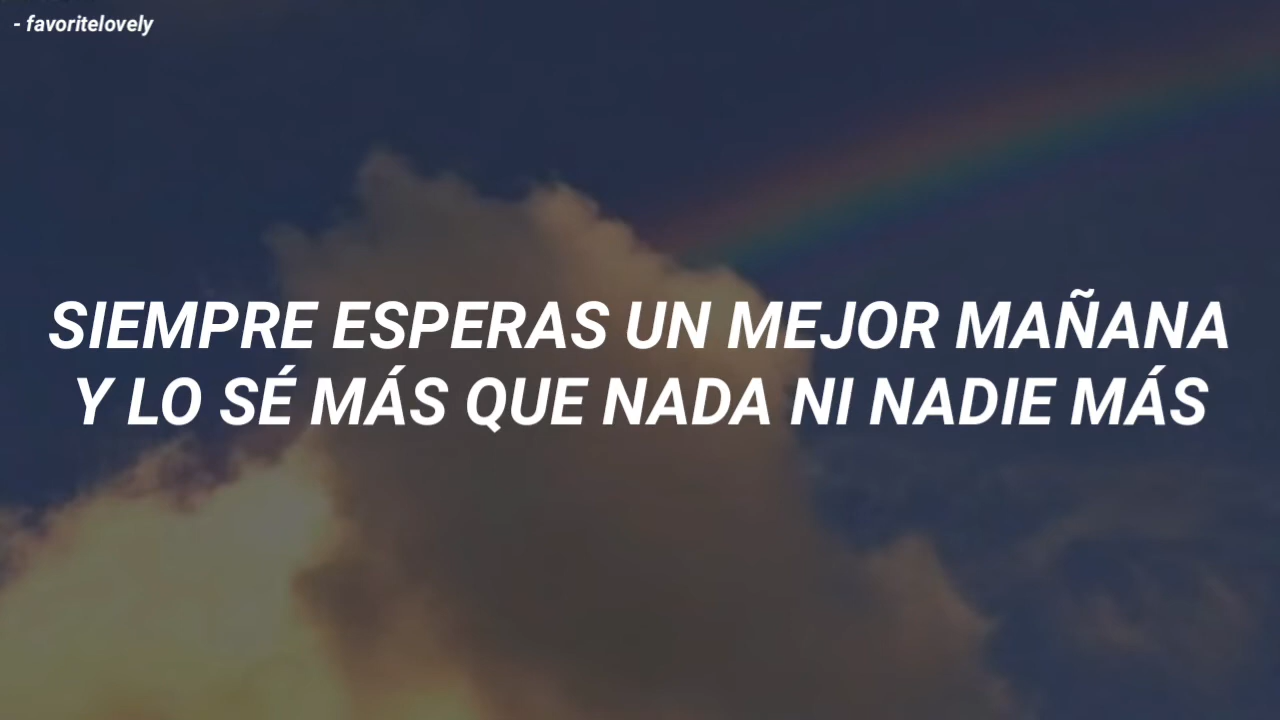 - favoritelovely
SIEMPRE ESPERAS UN MEJOR MAÑANA
Y LO SÉ MÁS QUE NADA NI NADIE MÁS